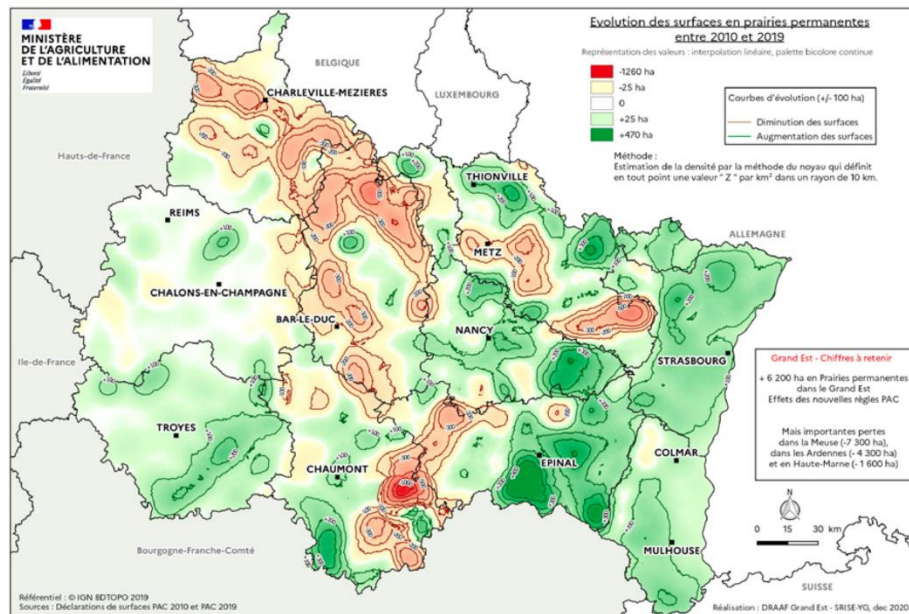 MINISTÈRE
DE L'AGRICULTURE
ET DE L'ALIMENTATION
Liberté
Égalité
Fraternité
Evolution des surfaces en prairies permanentes
entre 2010 et 2019
Représentation des valeurs : interpolation linéaire, palette bicolore continue
-1260 ha
-25 ha
0
+25 ha
+470 ha
Courbes d'évolution (+/- 100 ha)
Diminution des surfaces
Augmentation des surfaces
Méthode :
Estimation de la densité par la méthode du noyau qui définit
en tout point une valeur " Z " par km² dans un rayon de 10 km.
BELGIQUE
LUXEMBOURG
CHARLEVILLE-MEZIERES
Hauts-de-France
THIONVILLE
REIMS
ALLEMAGNE
METZ
CHALONS-EN-CHAMPAGNE
BAR-LE-DUC
NANCY
Ile-de-France
STRASBOURG
Grand Est - Chiffres à retenir
+ 6 200 ha en Prairies permanentes
dans le Grand Est
Effets des nouvelles règles PAC
Mais importantes pertes
dans la Meuse (-7 300 ha),
dans les Ardennes (- 4 300 ha)
et en Haute-Marne (- 1 600 ha)
TROYES
CHAUMONT
EPINAL
COLMAR
N
0 15 30 km
MULHOUSE
Bourgogne-Franche-Comté
SUISSE
Référentiel : © IGN BDTOPO 2019
Sources : Déclarations de surfaces PAC 2010 et PAC 2019
Réalisation : DRAAF Grand Est - SRISE-YG, dec 2020